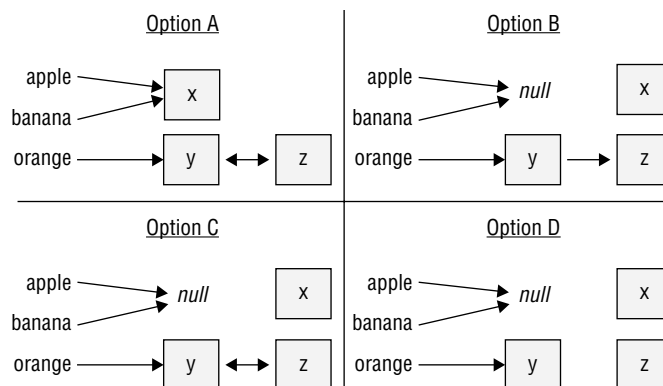 Option A
apple
banana
x
orange
y
z
Option B
apple
banana
null
x
orange
y
z
Option C
apple
banana
null
x
orange
y
z
Option D
apple
banana
null
x
orange
y
z